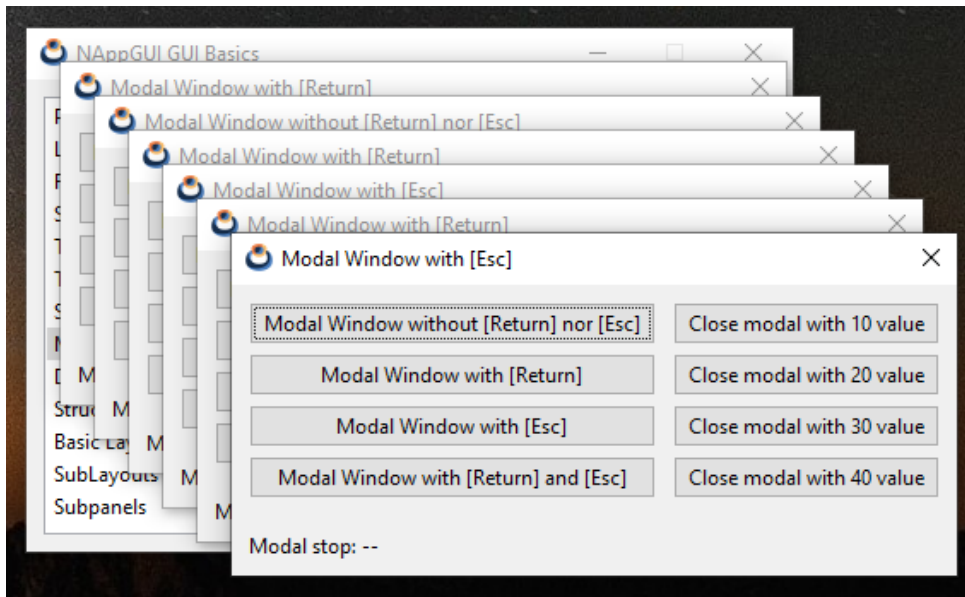 NAppGUI GUI Basics
Modal Window with [Return]
Modal Window without [Return] nor [Esc]
Modal Window with [Return]
Modal Window with [Esc]
Modal Window with [Return]
Modal Window with [Esc]
Modal Window without [Return] nor [Esc]
Close modal with 10 value
Modal Window with [Return]
Close modal with 20 value
Modal Window with [Esc]
Close modal with 30 value
Modal Window with [Return] and [Esc]
Close modal with 40 value
Modal stop: --
Basic Lay
SubLayouts
Subpanels